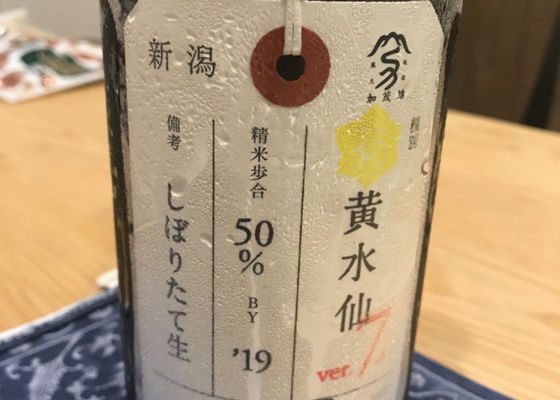 新潟
加茂錦
種別
黄水仙
ver.7.
精米歩合
50%
BY
'19
備考
しぼりたて生